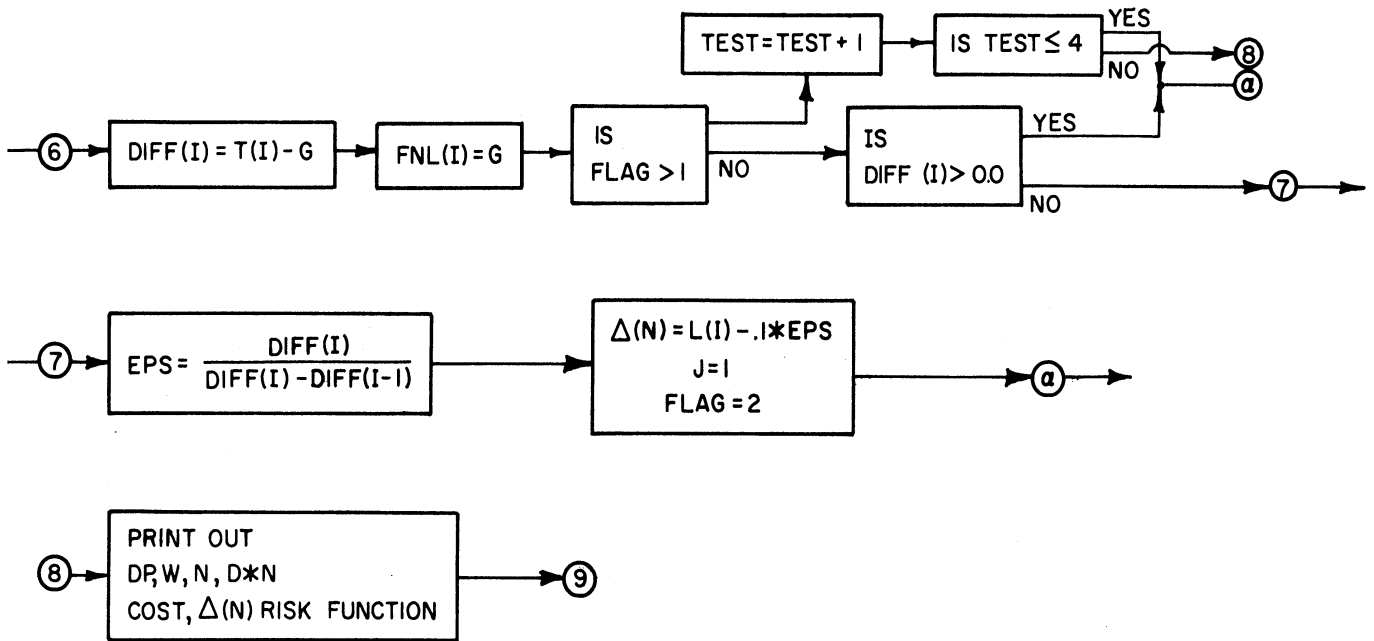 TEST=TEST+1
IS TEST≤4
YES
NO
8
α
6
DIFF(I)=T(I)-G
FNL(I)=G
IS
FLAG>1
NO
IS
DIFF (I)>0.0
YES
NO
7
7
EPS= DIFF(I)
DIFF(I)-DIFF(I-1)
Δ(N)=L(I)-.1*EPS
J=1
FLAG=2
α
8
PRINT OUT
DP,W,N,D*N
COST,Δ(N) RISK FUNCTION
9